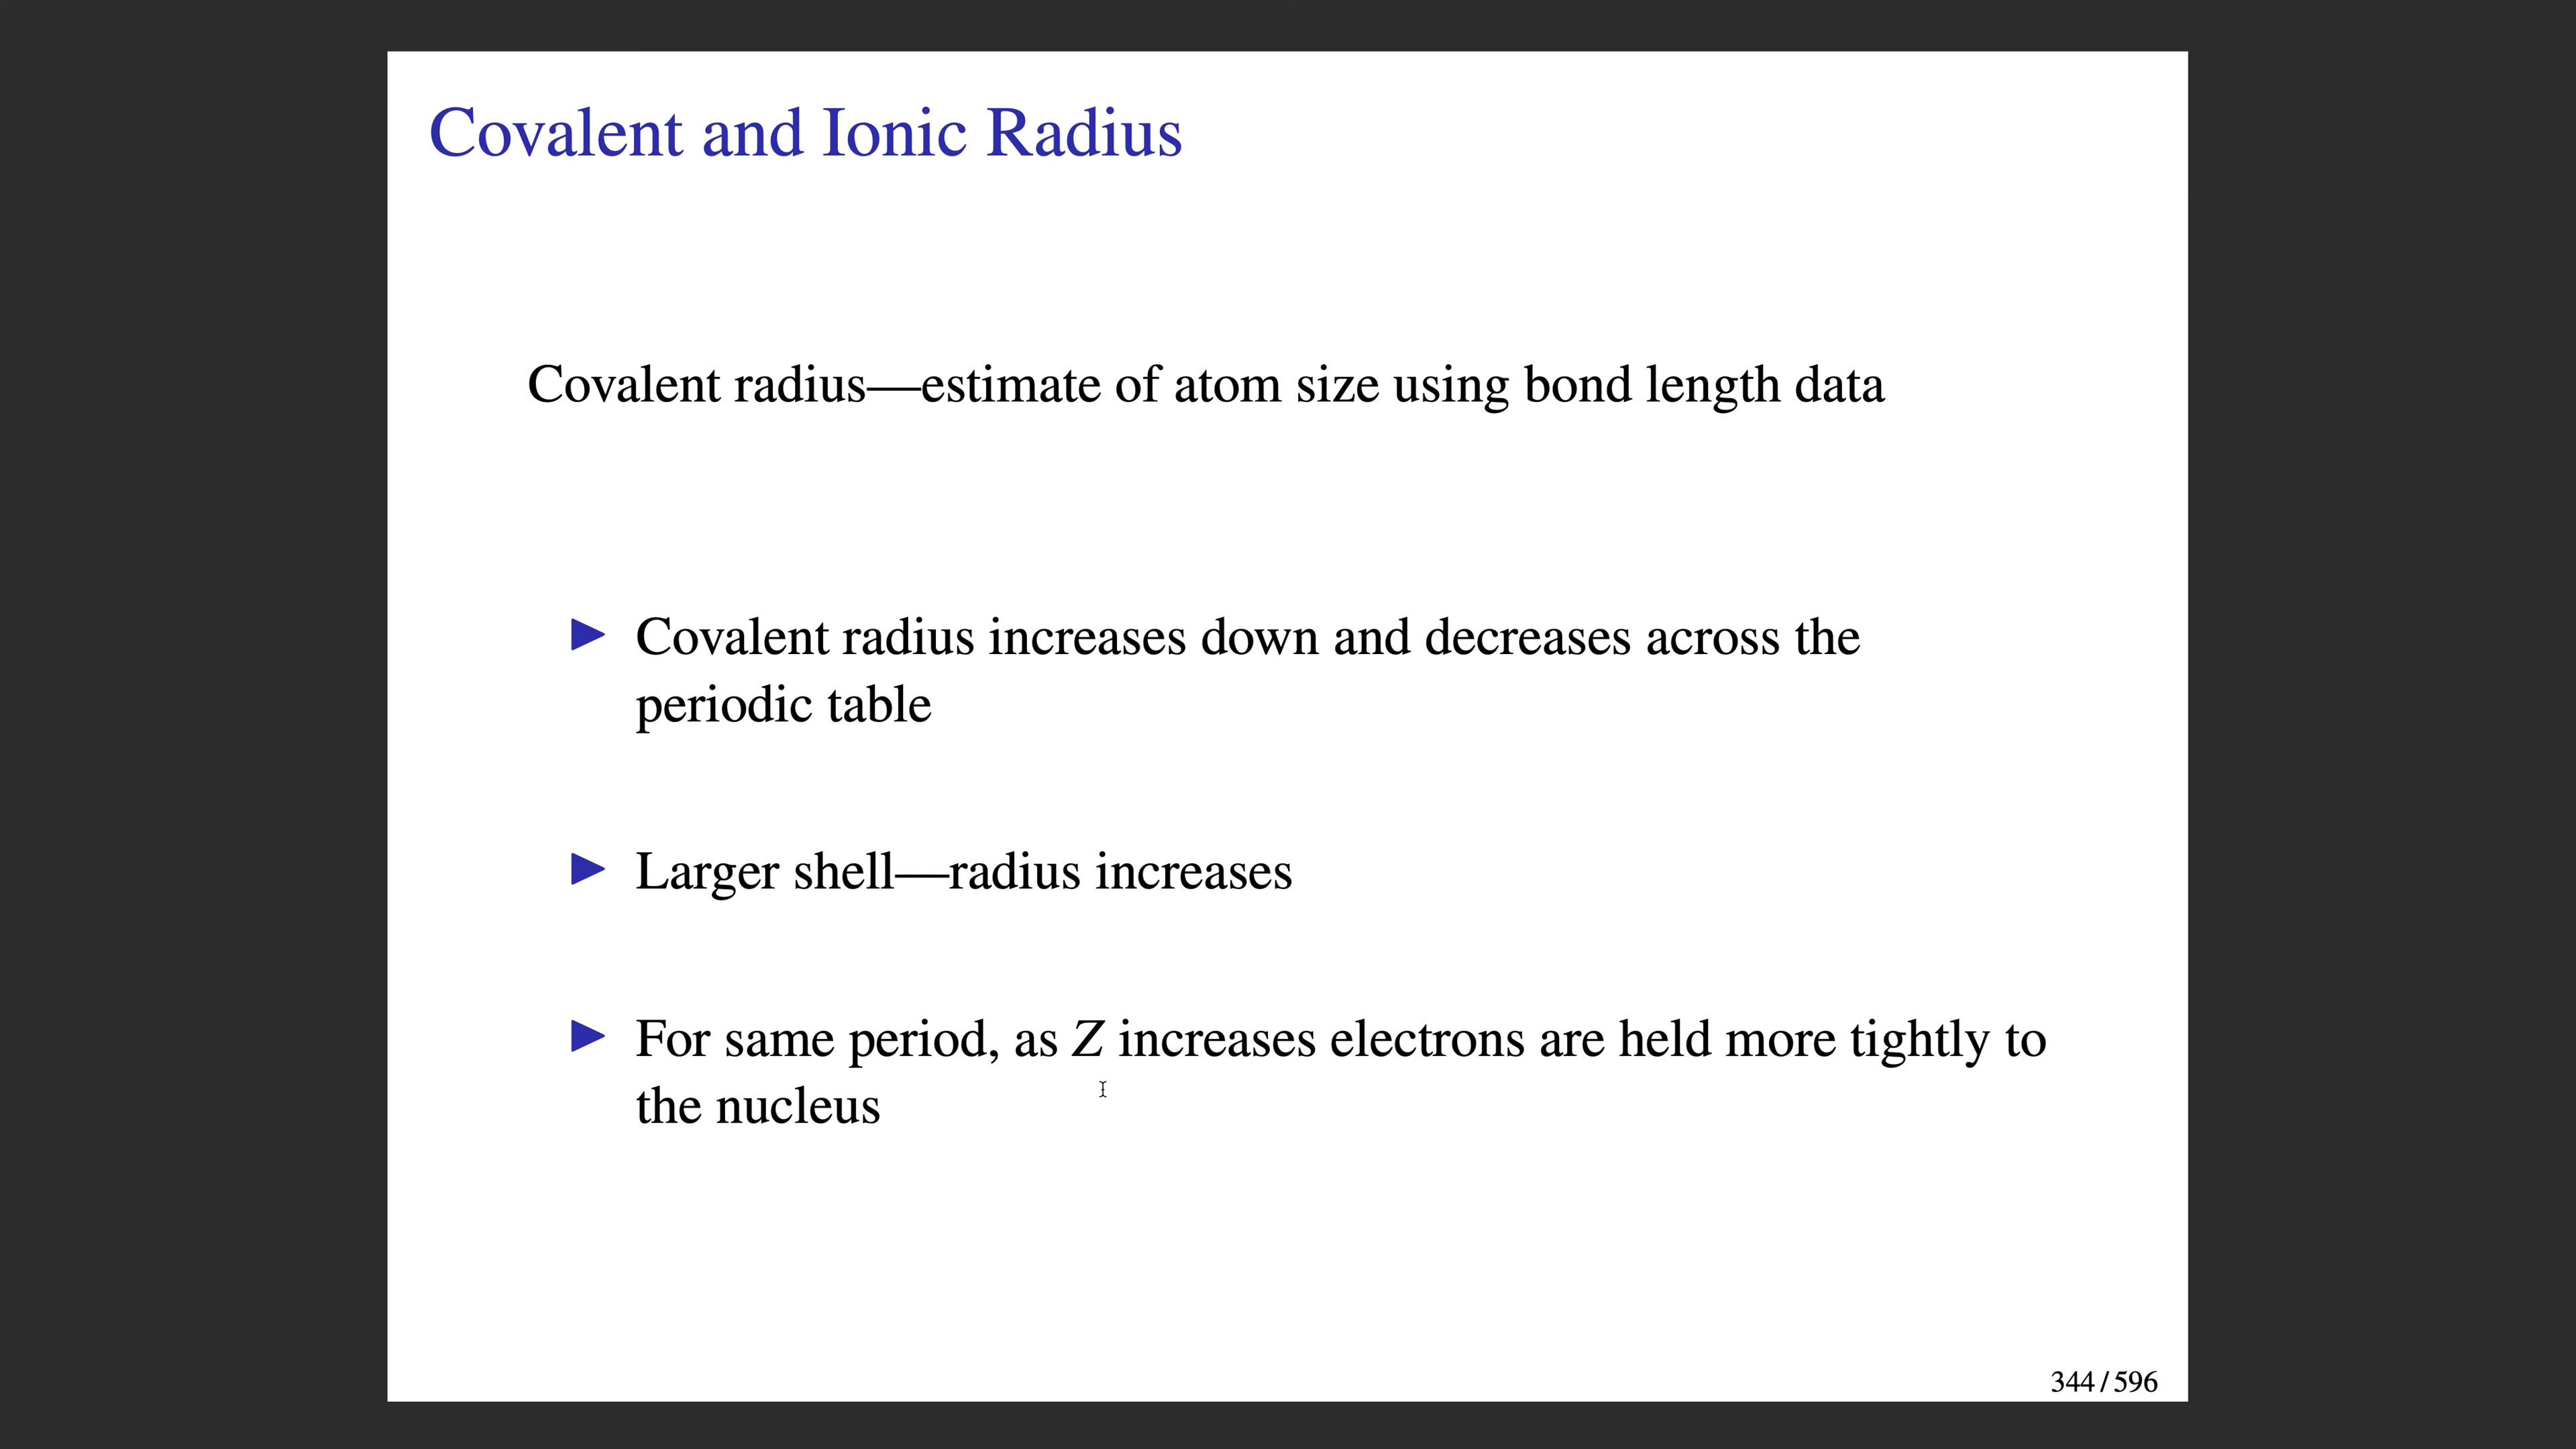 Covalent and Ionic Radius
Covalent radius—estimate of atom size using bond length data
▶ Covalent radius increases down and decreases across the
periodic table
▶ Larger shell—radius increases
▶ For same period, as Z increases electrons are held more tightly to
the nucleus
344 / 596